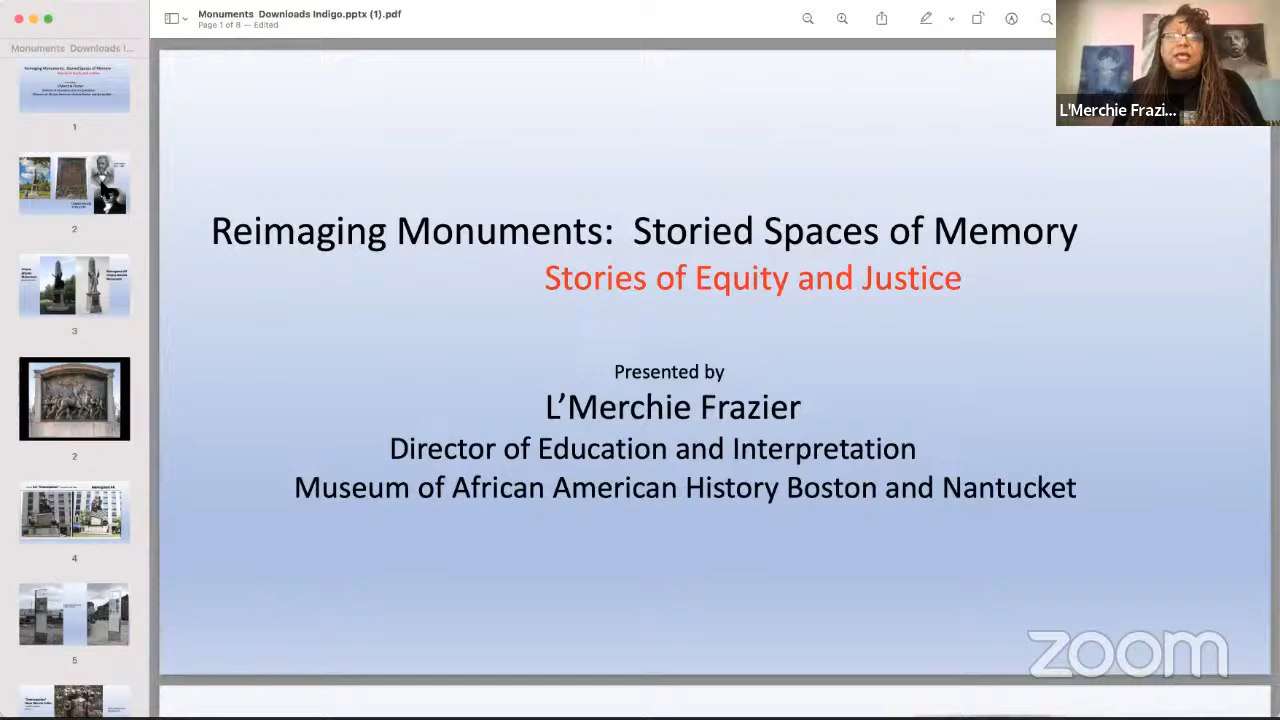 Monuments Downloads Indigo.pptx (1).pdf
Page 1 of 8 — Edited
Monuments Downloads I...
L'Merchie Frazi...
Reimaging Monuments: Storied Spaces of Memory
Stories of Equity and Justice
Presented by
L’Merchie Frazier
Director of Education and Interpretation
Museum of African American History Boston and Nantucket
1
2
3
2
4
5
zoom